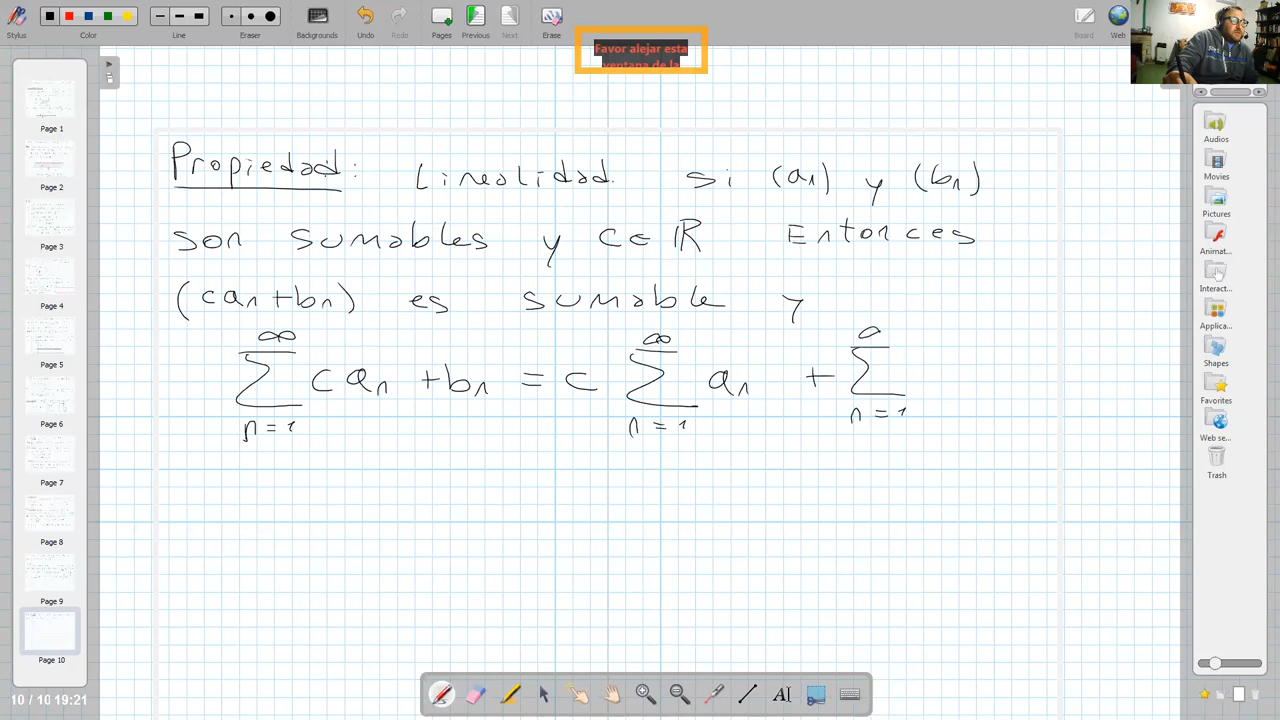 Stylus Color Line Eraser Backgrounds Undo Redo Pages Previous Next Erase Board Web
Favor alejar esta
ventana de la
Page 1
Page 2
Page 3
Page 4
Page 5
Page 6
Page 7
Page 8
Page 9
Page 10
10 / 10 19:21
Propiedad: Linealidad. si (aₙ) y (bₙ)
son sumables y c∈ℝ Entonces
(caₙ+bₙ) es sumable y
∞ ∑ n=1 caₙ +bₙ = c ∞ ∑ n=1 aₙ + ∞ ∑ n=1
Audios
Movies
Pictures
Animat...
Interac...
Applica...
Shapes
Favorites
Web se...
Trash
AI